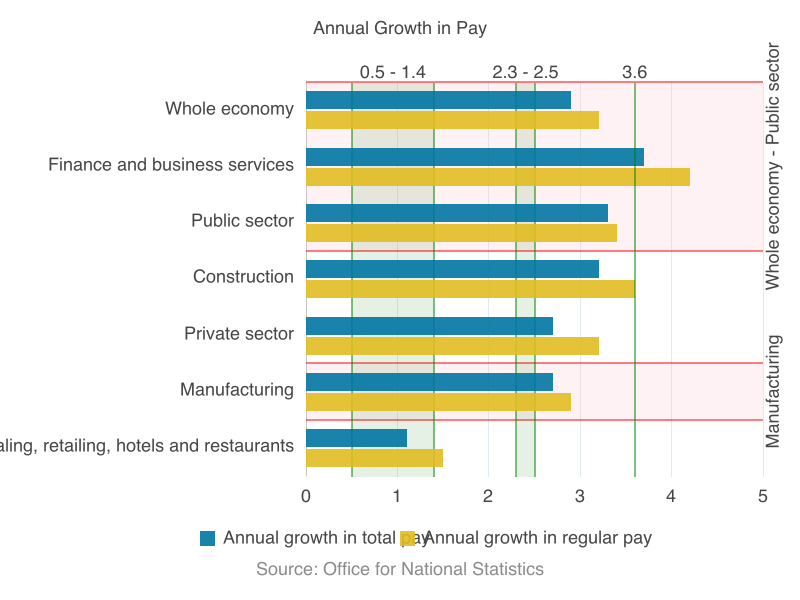 Annual Growth in Pay
0.5 - 1.4
2.3 - 2.5
3.6
Whole economy
Finance and business services
Public sector
Construction
Private sector
Manufacturing
retailing, hotels and restaurants
Whole economy - Public sector
Manufacturing
0 1 2 3 4 5
Annual growth in total pay
Annual growth in regular pay
Source: Office for National Statistics